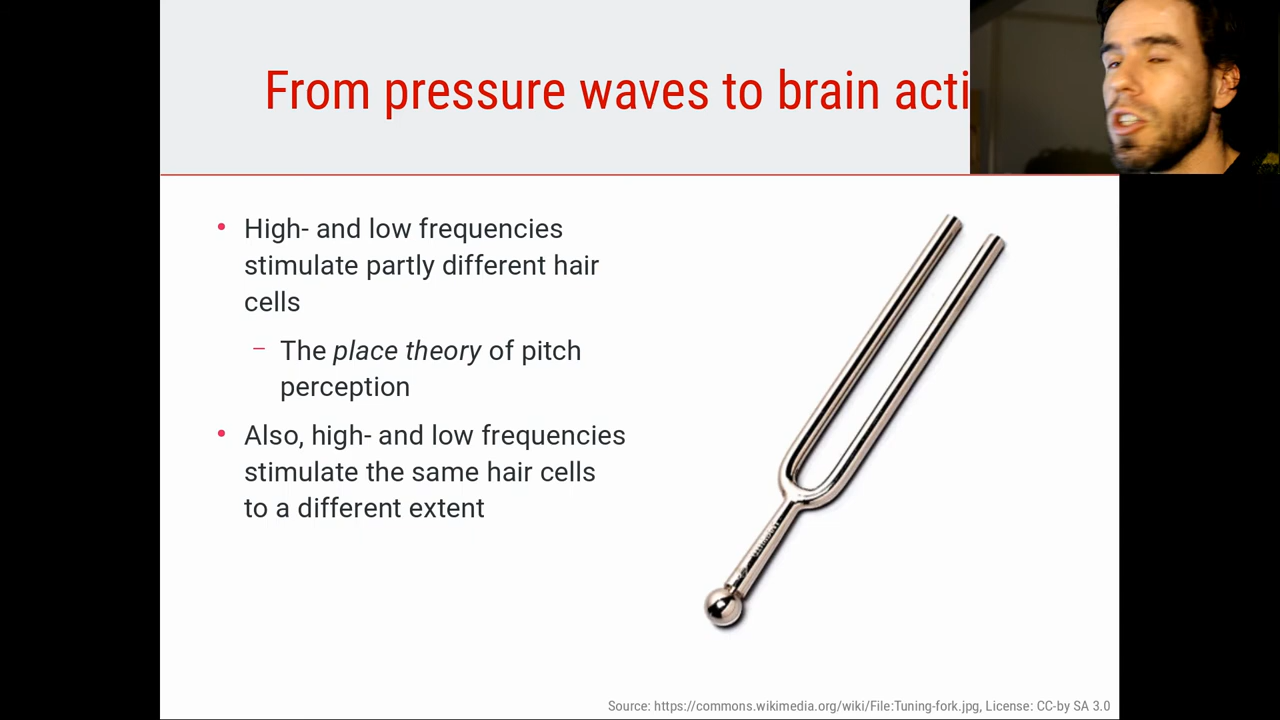 From pressure waves to brain acti
• High- and low frequencies
stimulate partly different hair
cells
– The place theory of pitch
perception
• Also, high- and low frequencies
stimulate the same hair cells
to a different extent
Source: https://commons.wikimedia.org/wiki/File:Tuning-fork.jpg, License: CC-by SA 3.0